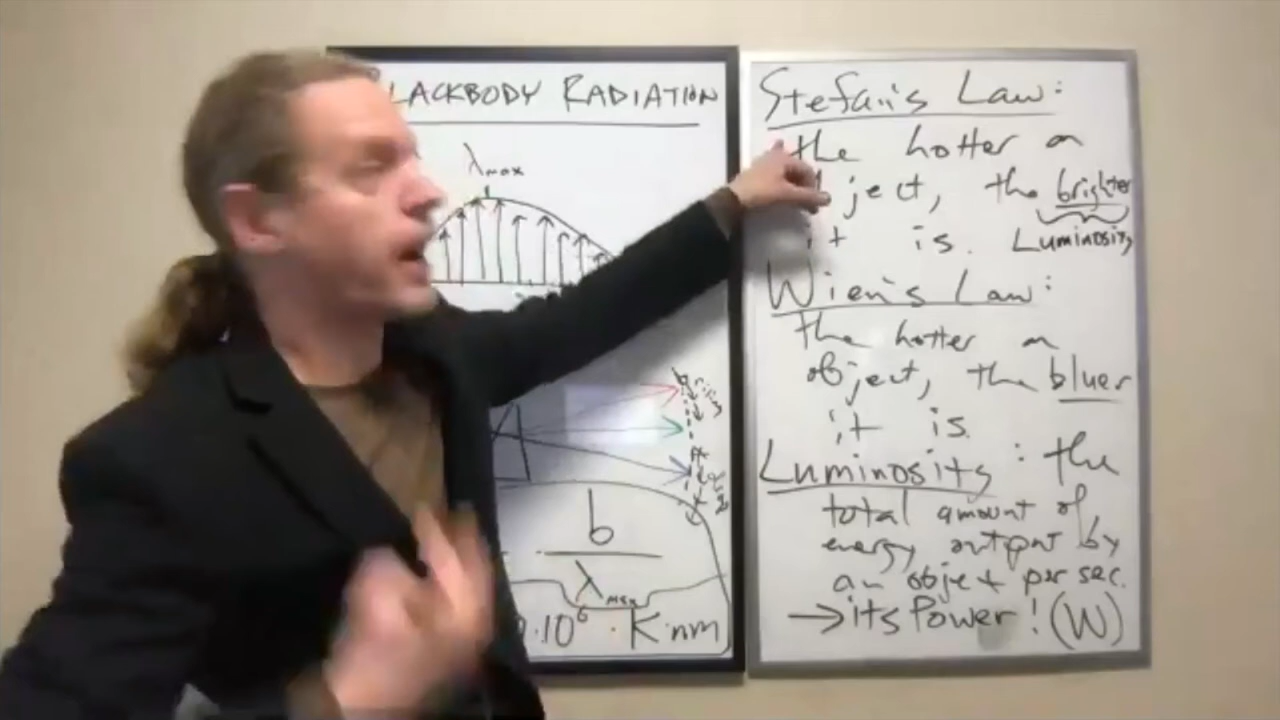 LACKBODY RADIATION
λmax
b
λmax
10⁶ · K·nm
Stefan's Law:
the hotter an
ject, the brighter
it is. Luminosity
Wien's Law:
the hotter an
object, the bluer
it is.
Luminosity: the
total amount of
energy output by
an object per sec.
→ its Power! (W)